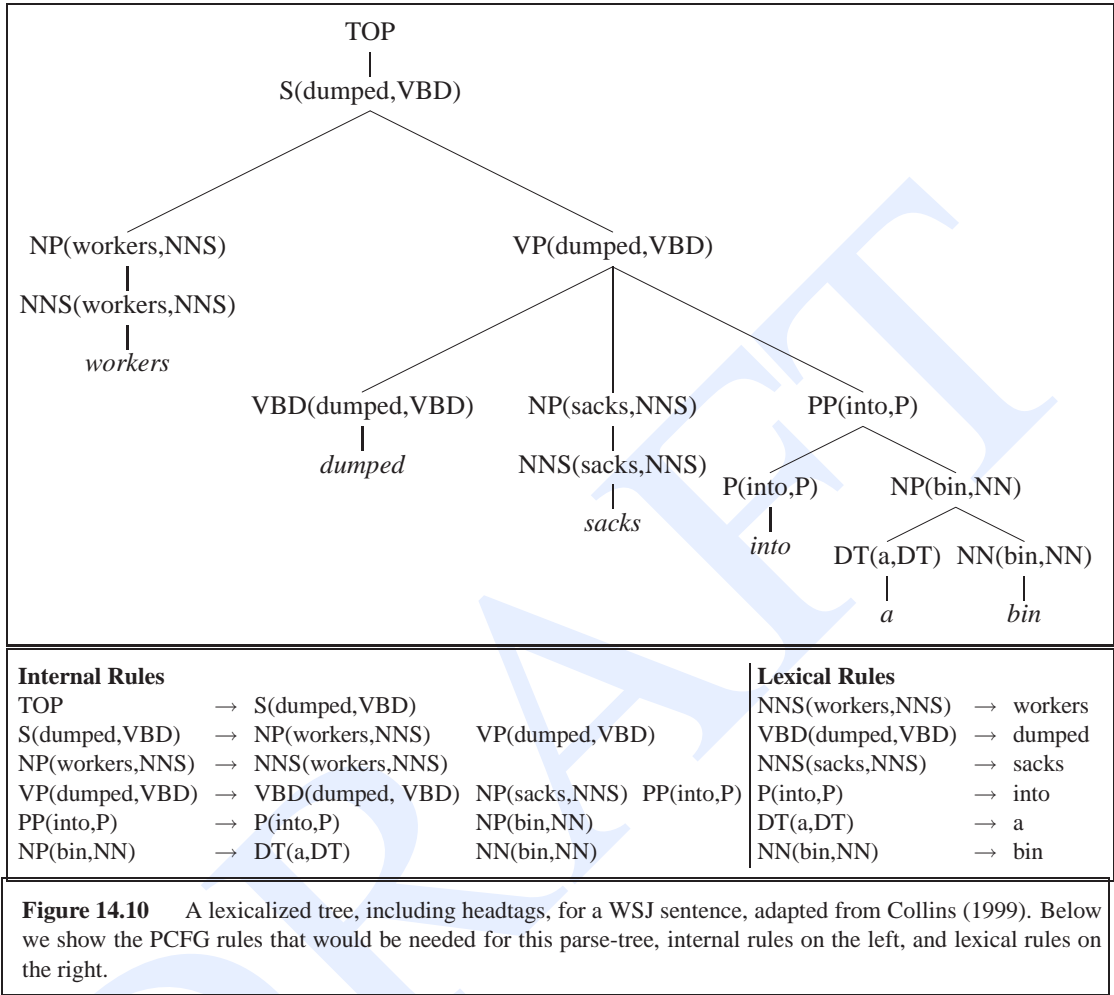 TOP
S(dumped,VBD)
NP(workers,NNS) VP(dumped,VBD)
NNS(workers,NNS)
workers
VBD(dumped,VBD) NP(sacks,NNS) PP(into,P)
dumped NNS(sacks,NNS)
P(into,P) NP(bin,NN)
sacks
into
DT(a,DT) NN(bin,NN)
a bin
Internal Rules Lexical Rules
TOP → S(dumped,VBD) NNS(workers,NNS) → workers
S(dumped,VBD) → NP(workers,NNS) VP(dumped,VBD) VBD(dumped,VBD) → dumped
NP(workers,NNS) → NNS(workers,NNS) NNS(sacks,NNS) → sacks
VP(dumped,VBD) → VBD(dumped, VBD) NP(sacks,NNS) PP(into,P) P(into,P) → into
PP(into,P) → P(into,P) NP(bin,NN) DT(a,DT) → a
NP(bin,NN) → DT(a,DT) NN(bin,NN) NN(bin,NN) → bin
Figure 14.10 A lexicalized tree, including headtags, for a WSJ sentence, adapted from Collins (1999). Below
we show the PCFG rules that would be needed for this parse-tree, internal rules on the left, and lexical rules on
the right.
DRAFT